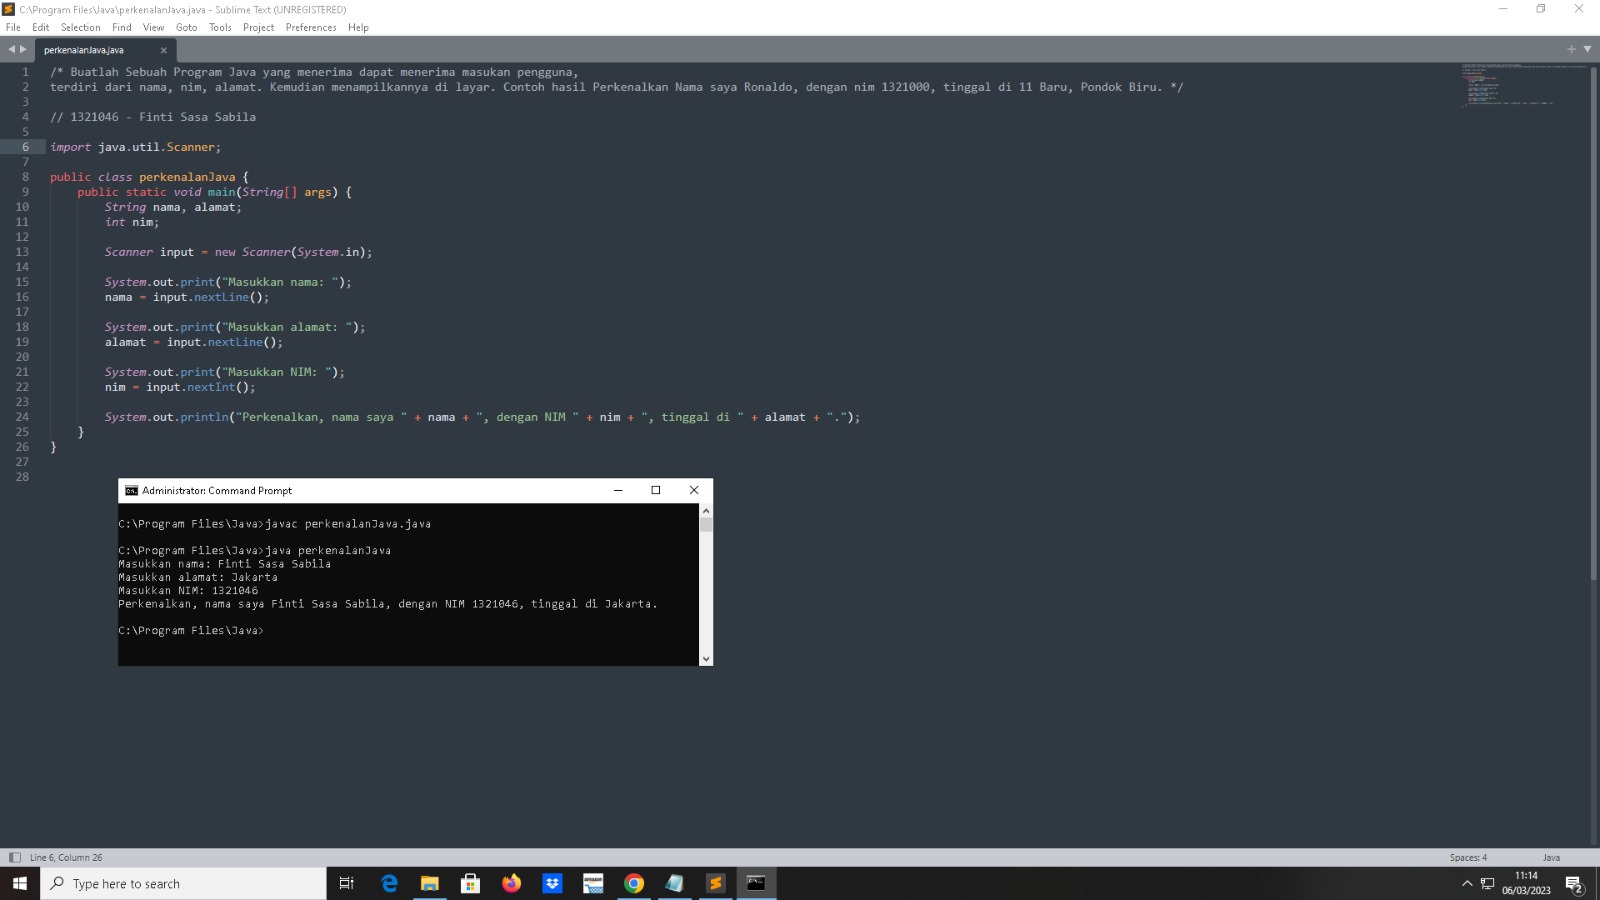 C:\Program Files\Java\perkenalanJava.java - Sublime Text (UNREGISTERED)
File Edit Selection Find View Goto Tools Project Preferences Help
perkenalanJava.java
1 /* Buatlah Sebuah Program Java yang menerima dapat menerima masukan pengguna,
2 terdiri dari nama, nim, alamat. Kemudian menampilkannya di layar. Contoh hasil Perkenalkan Nama saya Ronaldo, dengan nim 1321000, tinggal di 11 Baru, Pondok Biru. */
3
4 // 1321046 - Finti Sasa Sabila
5
6 import java.util.Scanner;
7
8 public class perkenalanJava {
9 public static void main(String[] args) {
10 String nama, alamat;
11 int nim;
12
13 Scanner input = new Scanner(System.in);
14
15 System.out.print("Masukkan nama: ");
16 nama = input.nextLine();
17
18 System.out.print("Masukkan alamat: ");
19 alamat = input.nextLine();
20
21 System.out.print("Masukkan NIM: ");
22 nim = input.nextInt();
23
24 System.out.println("Perkenalkan, nama saya " + nama + ", dengan NIM " + nim + ", tinggal di " + alamat + ".");
25 }
26 }
27
28
Administrator: Command Prompt
C:\Program Files\Java>javac perkenalanJava.java
C:\Program Files\Java>java perkenalanJava
Masukkan nama: Finti Sasa Sabila
Masukkan alamat: Jakarta
Masukkan NIM: 1321046
Perkenalkan, nama saya Finti Sasa Sabila, dengan NIM 1321046, tinggal di Jakarta.
C:\Program Files\Java>
Line 6, Column 26
Spaces: 4 Java
Type here to search
11:14
06/03/2023
2